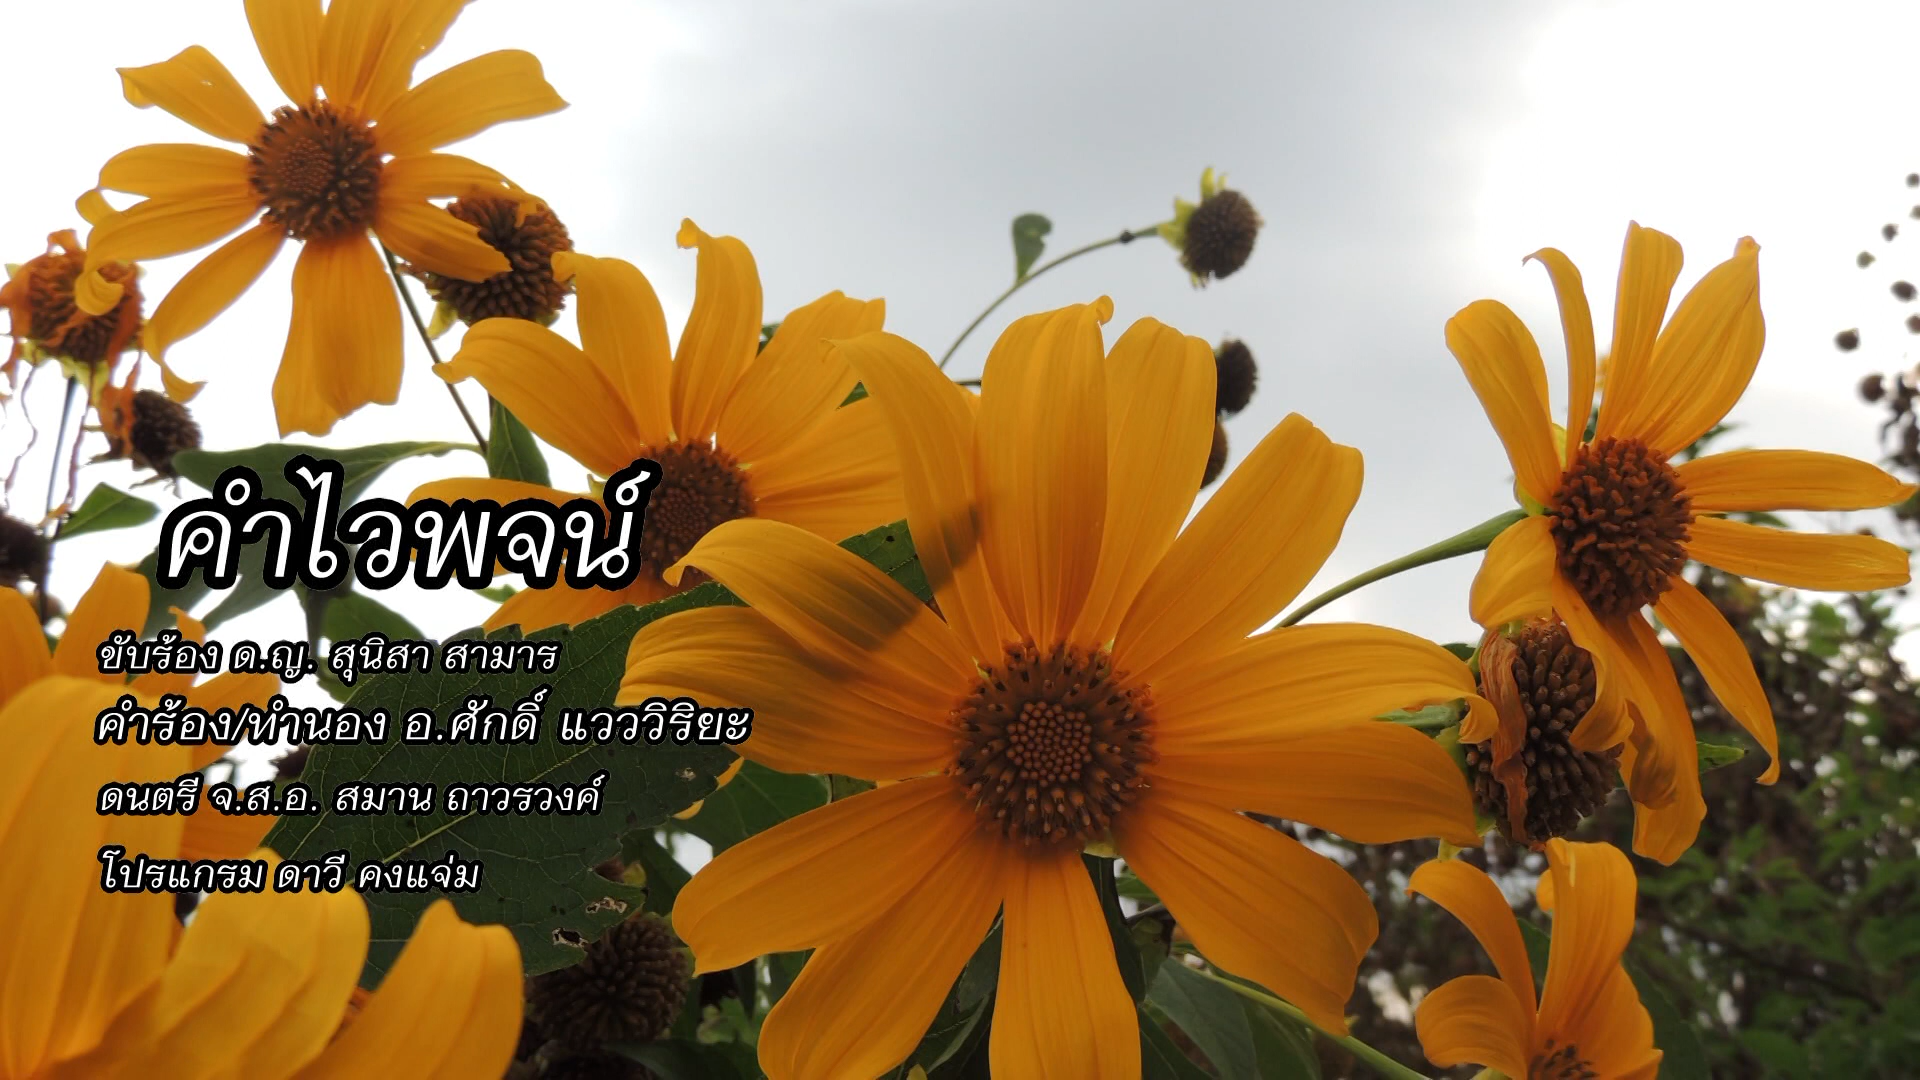 คำไวพจน์
ขับร้อง ด.ญ. สุนิสา สามาร
คำร้อง/ทำนอง อ.ศักดิ์ แวววิริยะ
ดนตรี จ.ส.อ. สมาน ถาวรวงค์
โปรแกรม ดาวี คงแจ่ม